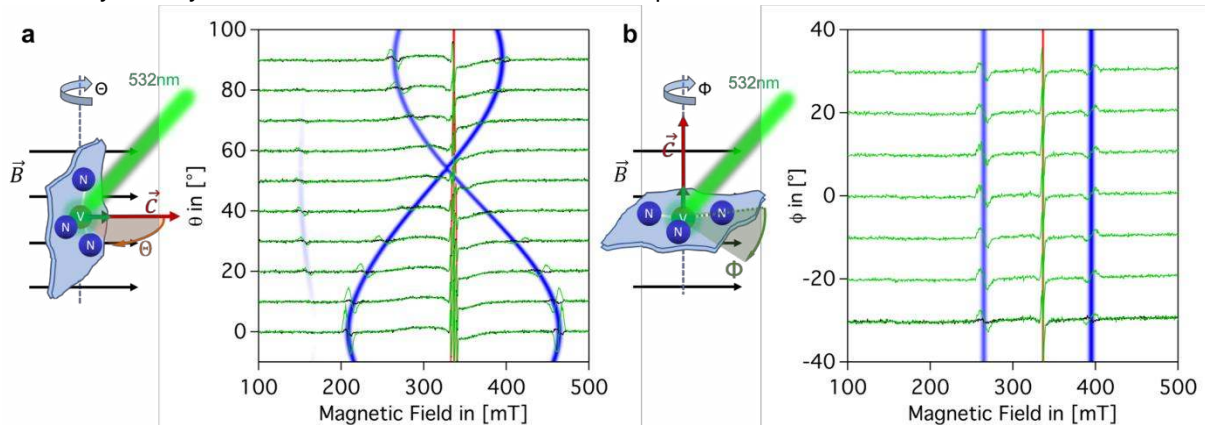 a
532nm
Θ
B
N
V
N
N
c
Θ
θ in [°]
100
80
60
40
20
0
100
200
300
400
500
Magnetic Field in [mT]
b
532nm
Φ
B
c
N
V
N
N
Φ
ϕ in [°]
40
20
0
-20
-40
100
200
300
400
500
Magnetic Field in [mT]